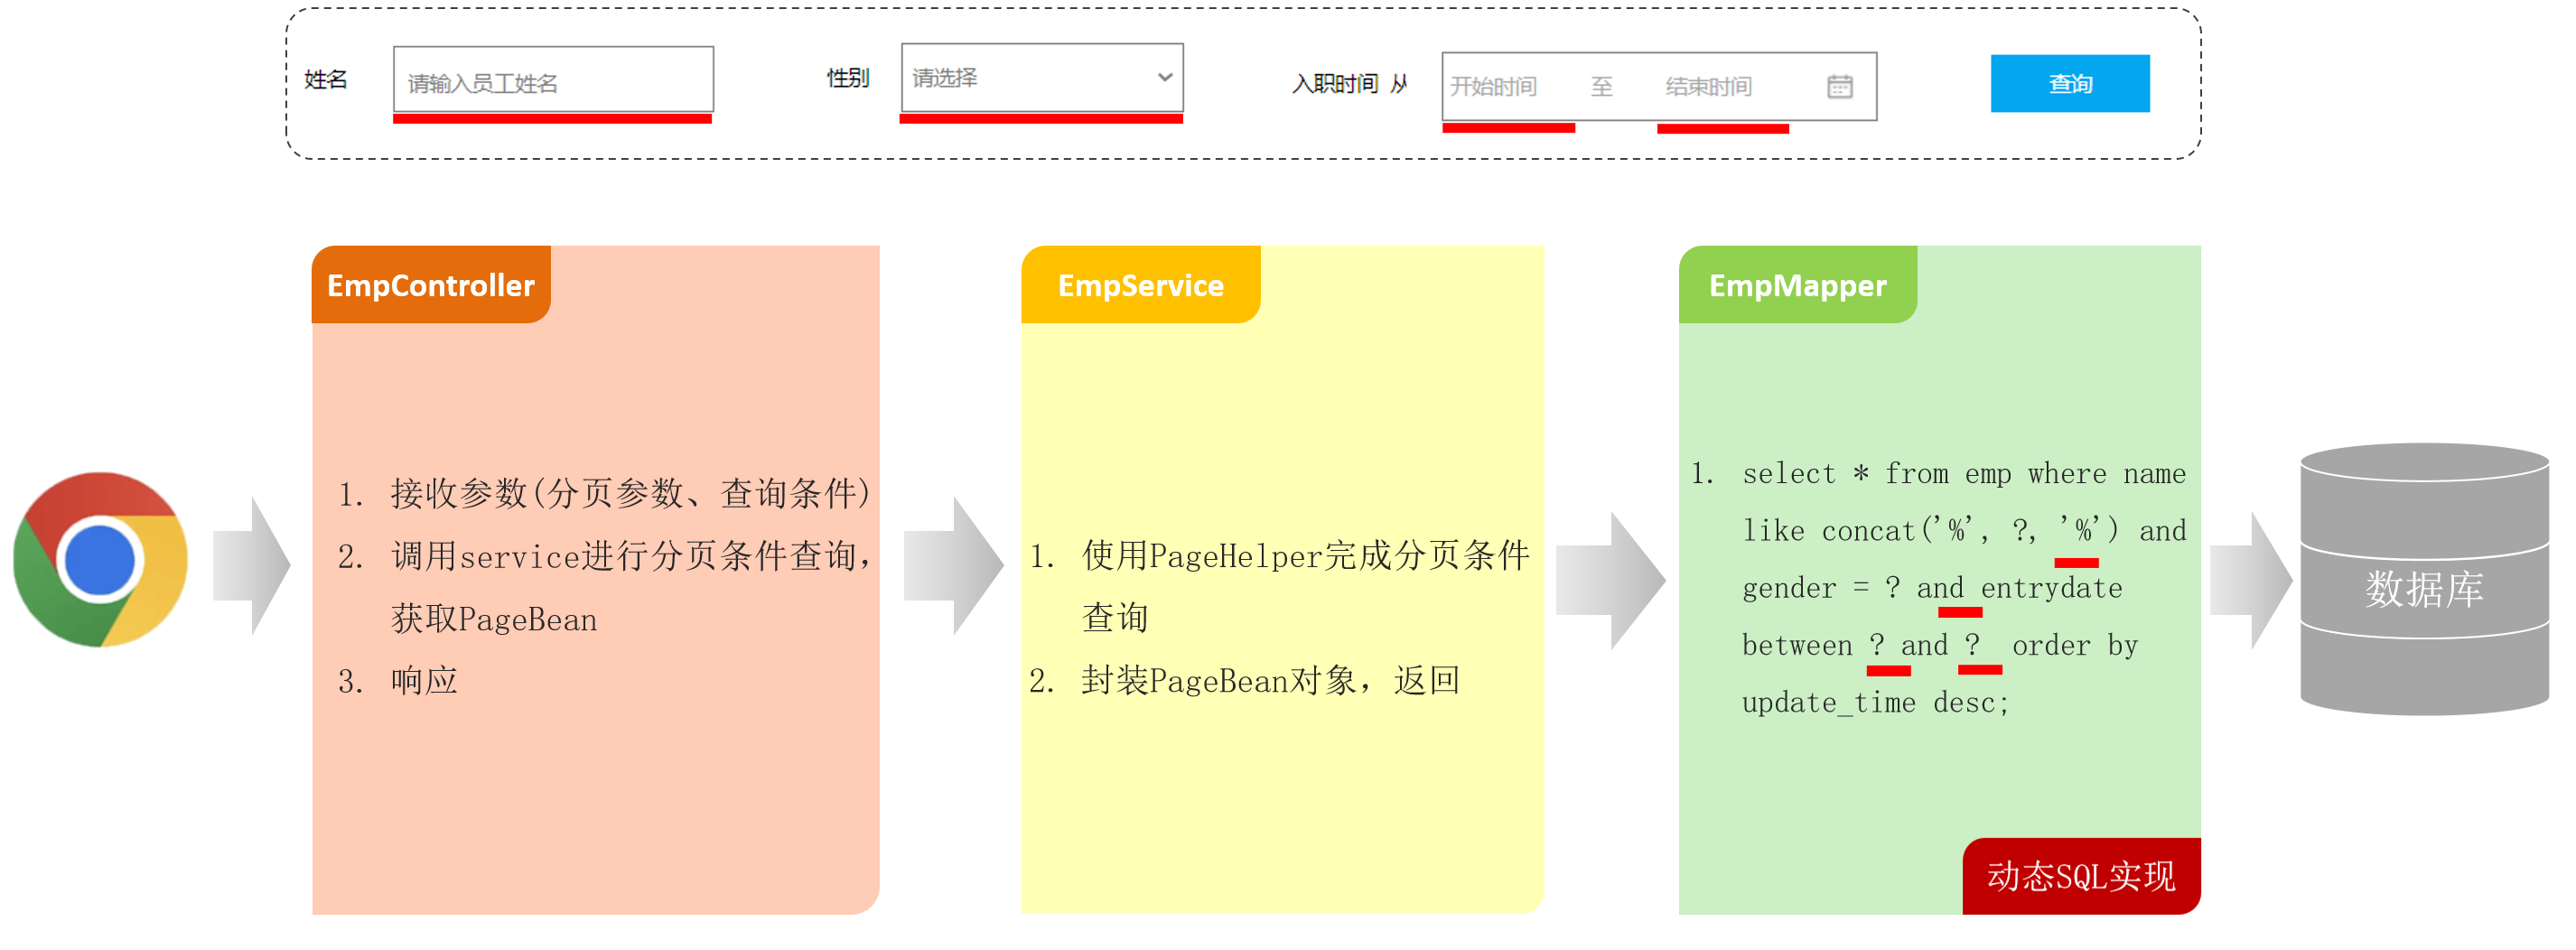 姓名 请输入员工姓名 性别 请选择 入职时间 从 开始时间 至 结束时间 查询
EmpController
1. 接收参数(分页参数、查询条件)
2. 调用service进行分页条件查询,
获取PageBean
3. 响应
EmpService
1. 使用PageHelper完成分页条件
查询
2. 封装PageBean对象，返回
EmpMapper
1. select * from emp where name
like concat('%', ?, '%') and
gender = ? and entrydate
between ? and ? order by
update_time desc;
动态SQL实现
数据库